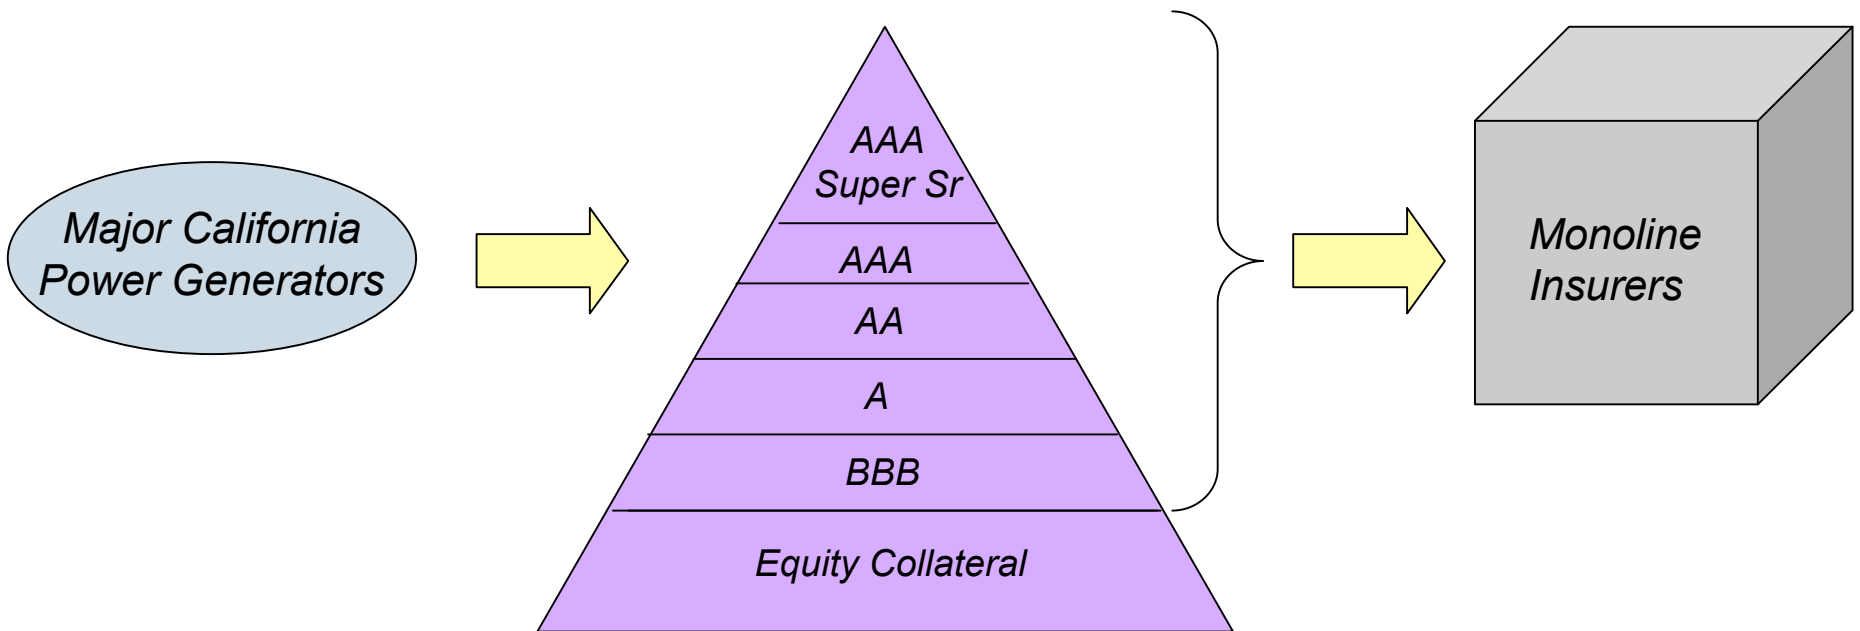 Major California
Power Generators
AAA
Super Sr
AAA
AA
A
BBB
Equity Collateral
Monoline
Insurers